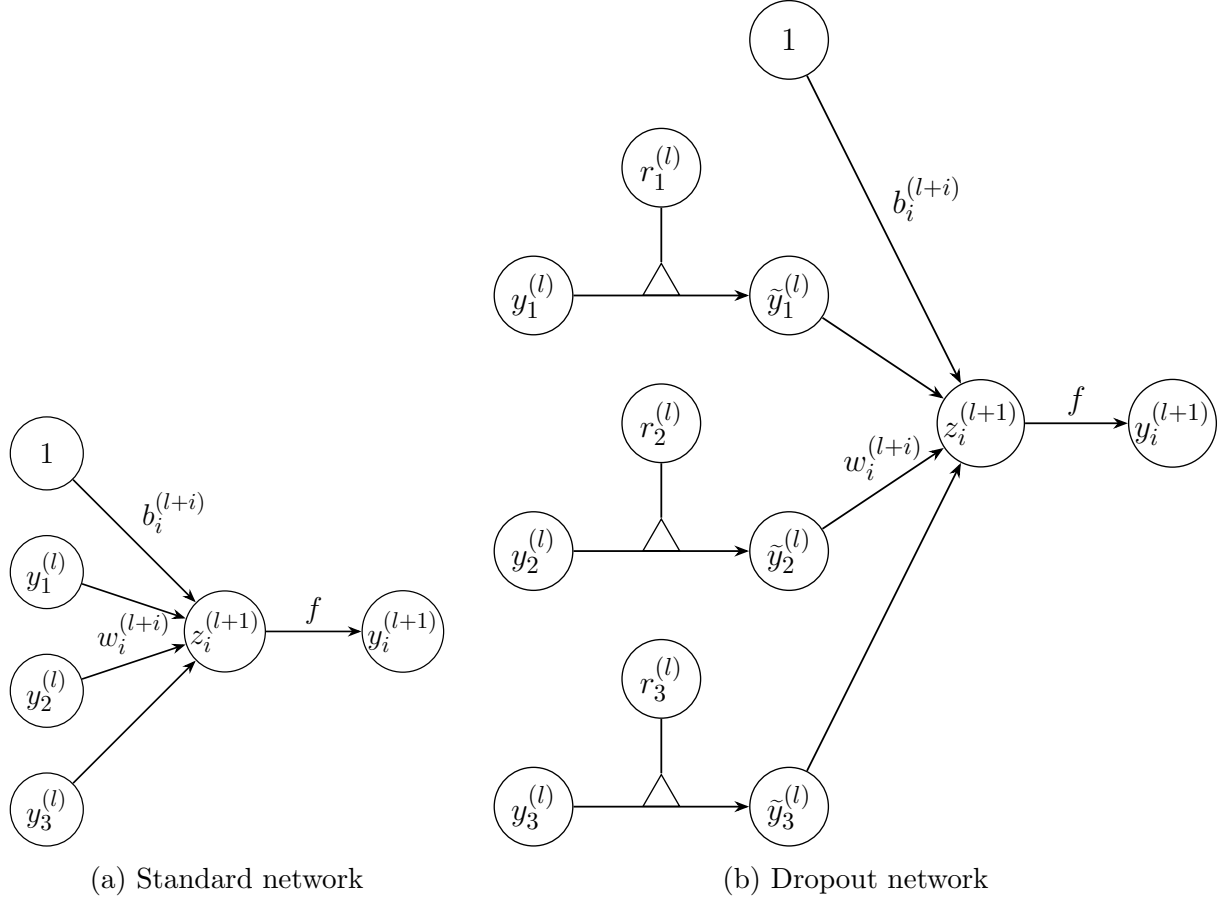 1
b_i^{(l+i)}
y_1^{(l)}
w_i^{(l+i)}
z_i^{(l+1)}
f
y_i^{(l+1)}
y_2^{(l)}
y_3^{(l)}
(a) Standard network
1
b_i^{(l+i)}
r_1^{(l)}
y_1^{(l)}
ỹ_1^{(l)}
r_2^{(l)}
w_i^{(l+i)}
z_i^{(l+1)}
f
y_i^{(l+1)}
y_2^{(l)}
ỹ_2^{(l)}
r_3^{(l)}
y_3^{(l)}
ỹ_3^{(l)}
(b) Dropout network